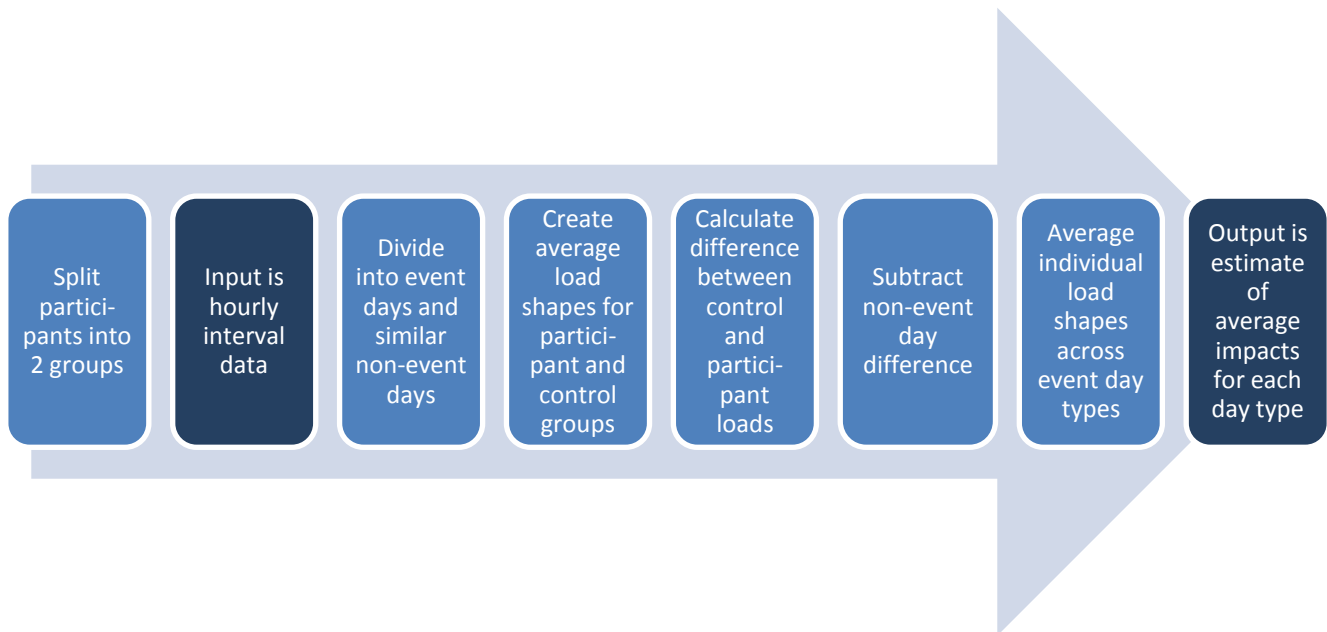 Split
partici-
pants into
2 groups
Input is
hourly
interval
data
Divide
into event
days and
similar
non-event
days
Create
average
load
shapes for
partici-
pant and
control
groups
Calculate
difference
between
control
and
partici-
pant
loads
Subtract
non-event
day
difference
Average
individual
load
shapes
across
event day
types
Output is
estimate
of
average
impacts
for each
day type